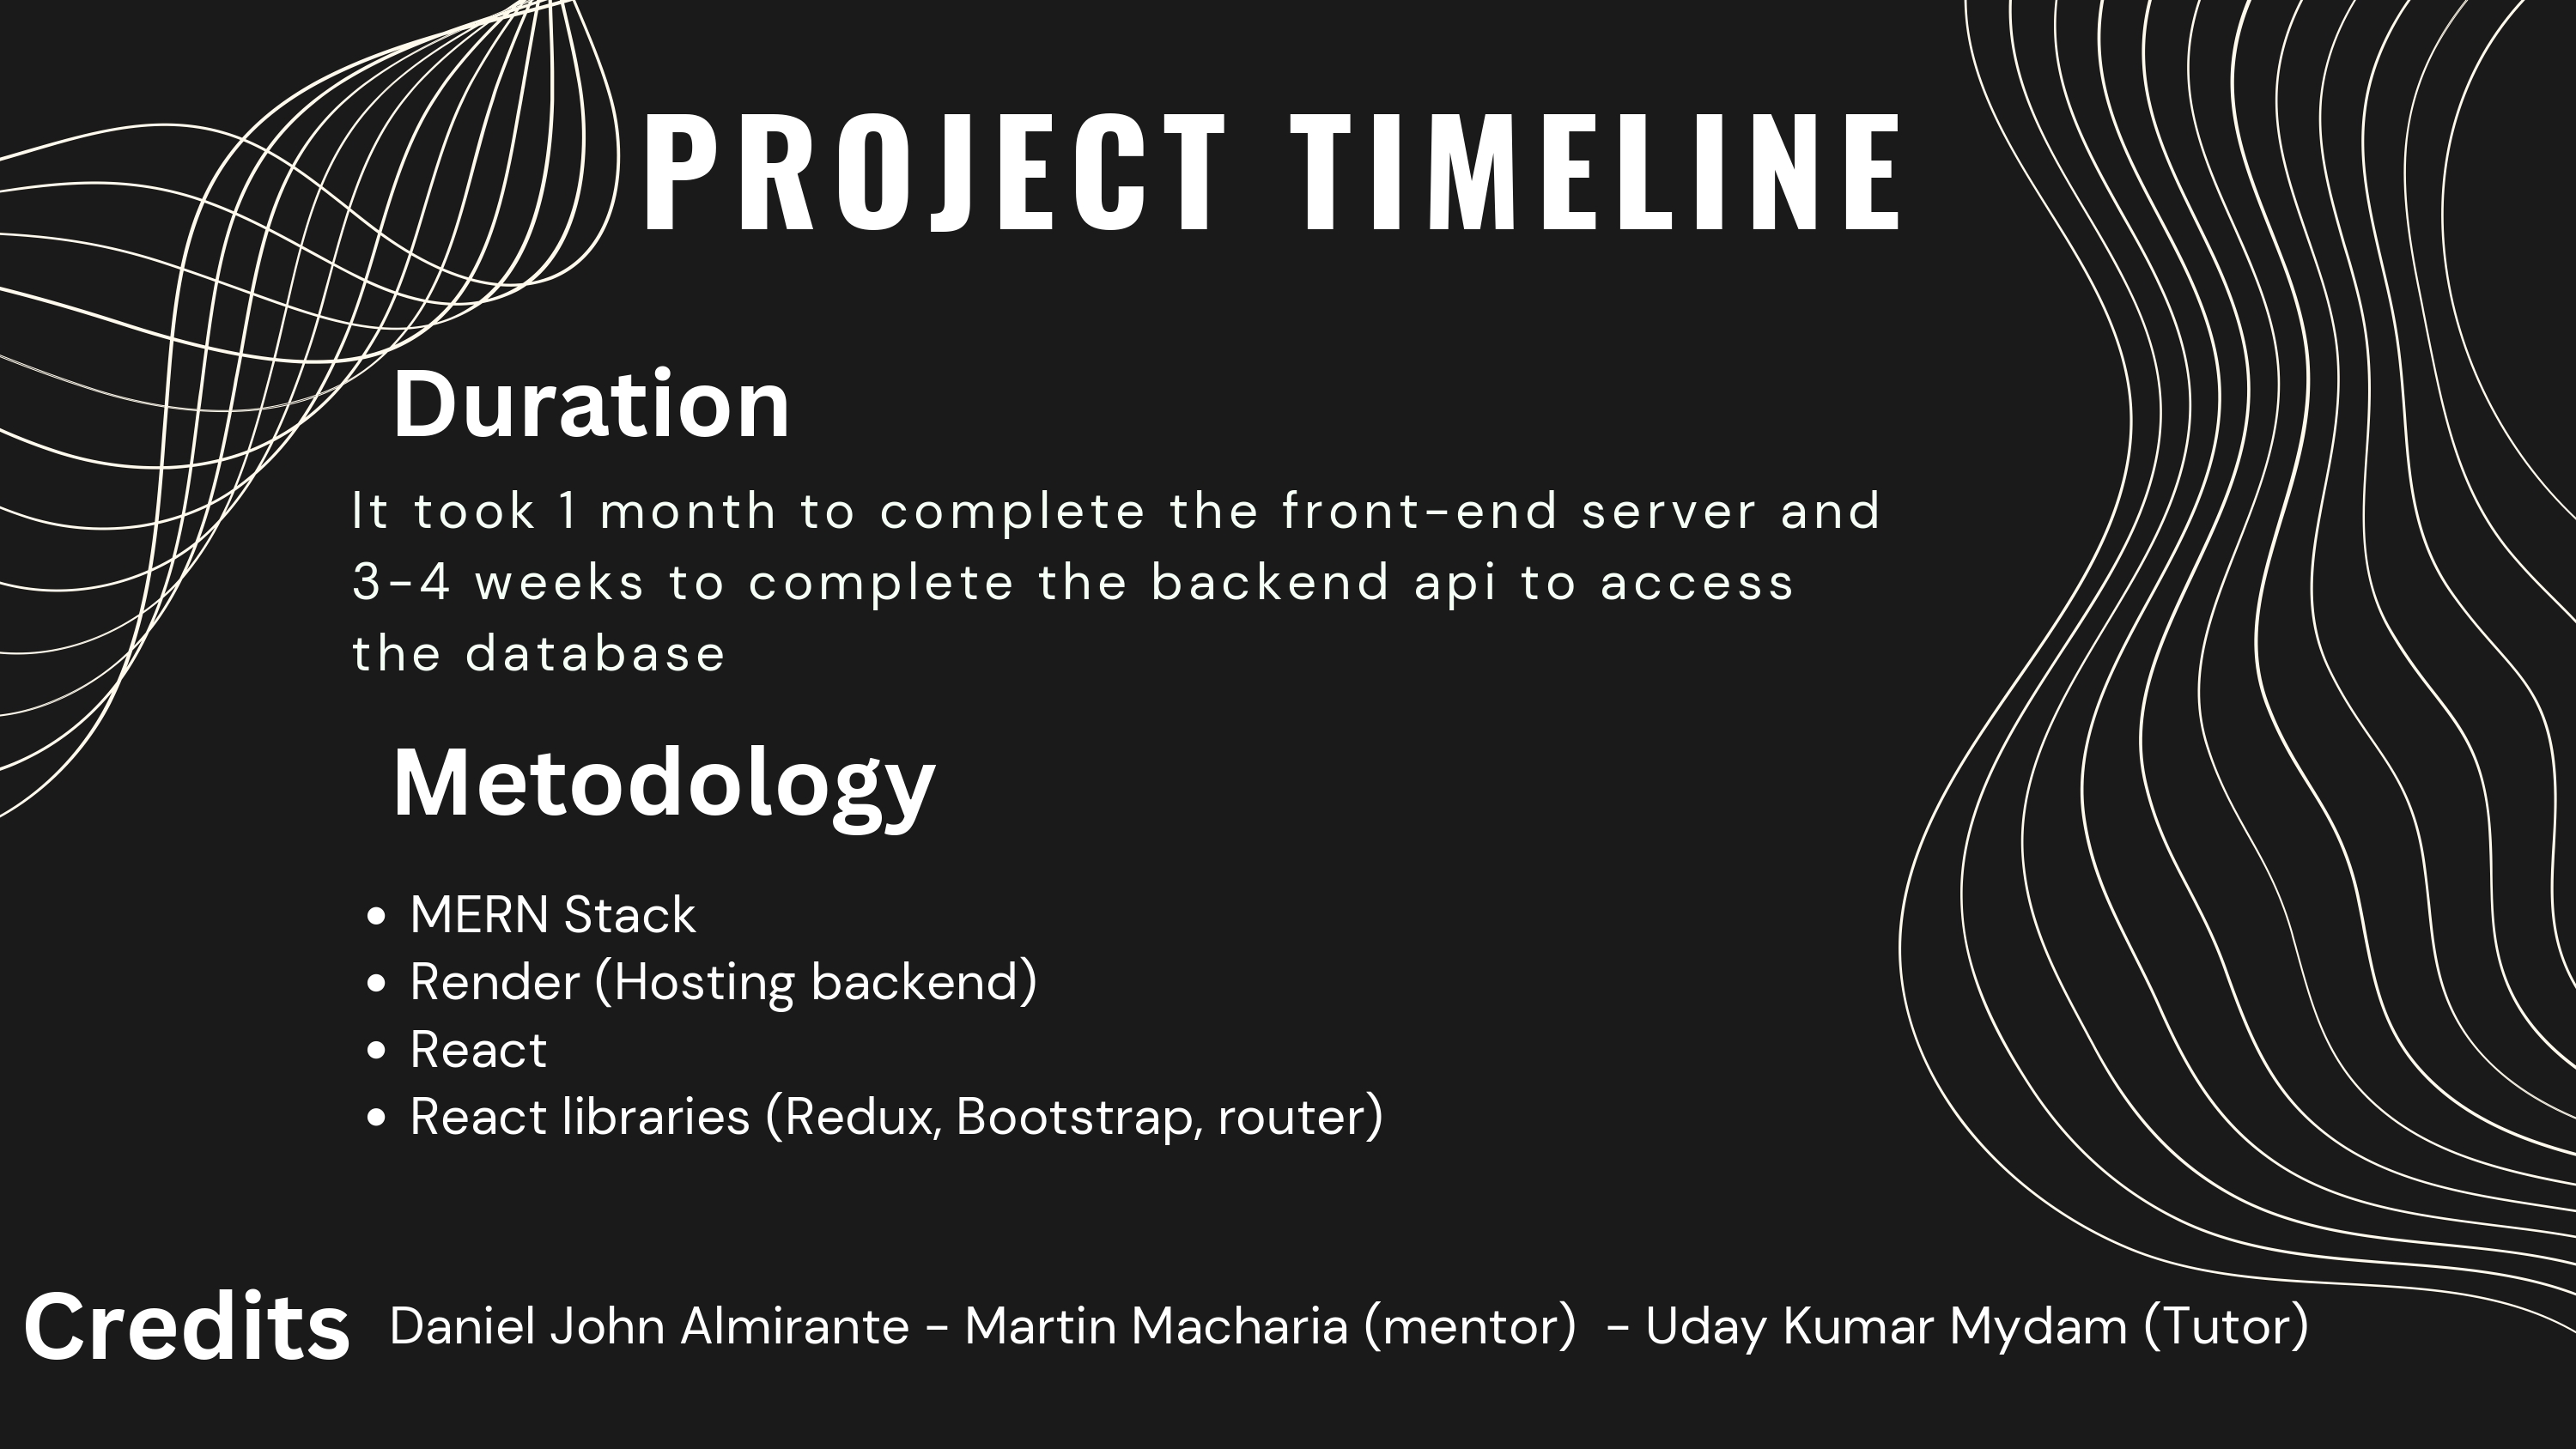 PROJECT TIMELINE
Duration
It took 1 month to complete the front-end server and
3-4 weeks to complete the backend api to access
the database
Metodology
• MERN Stack
• Render (Hosting backend)
• React
• React libraries (Redux, Bootstrap, router)
Credits Daniel John Almirante - Martin Macharia (mentor) - Uday Kumar Mydam (Tutor)